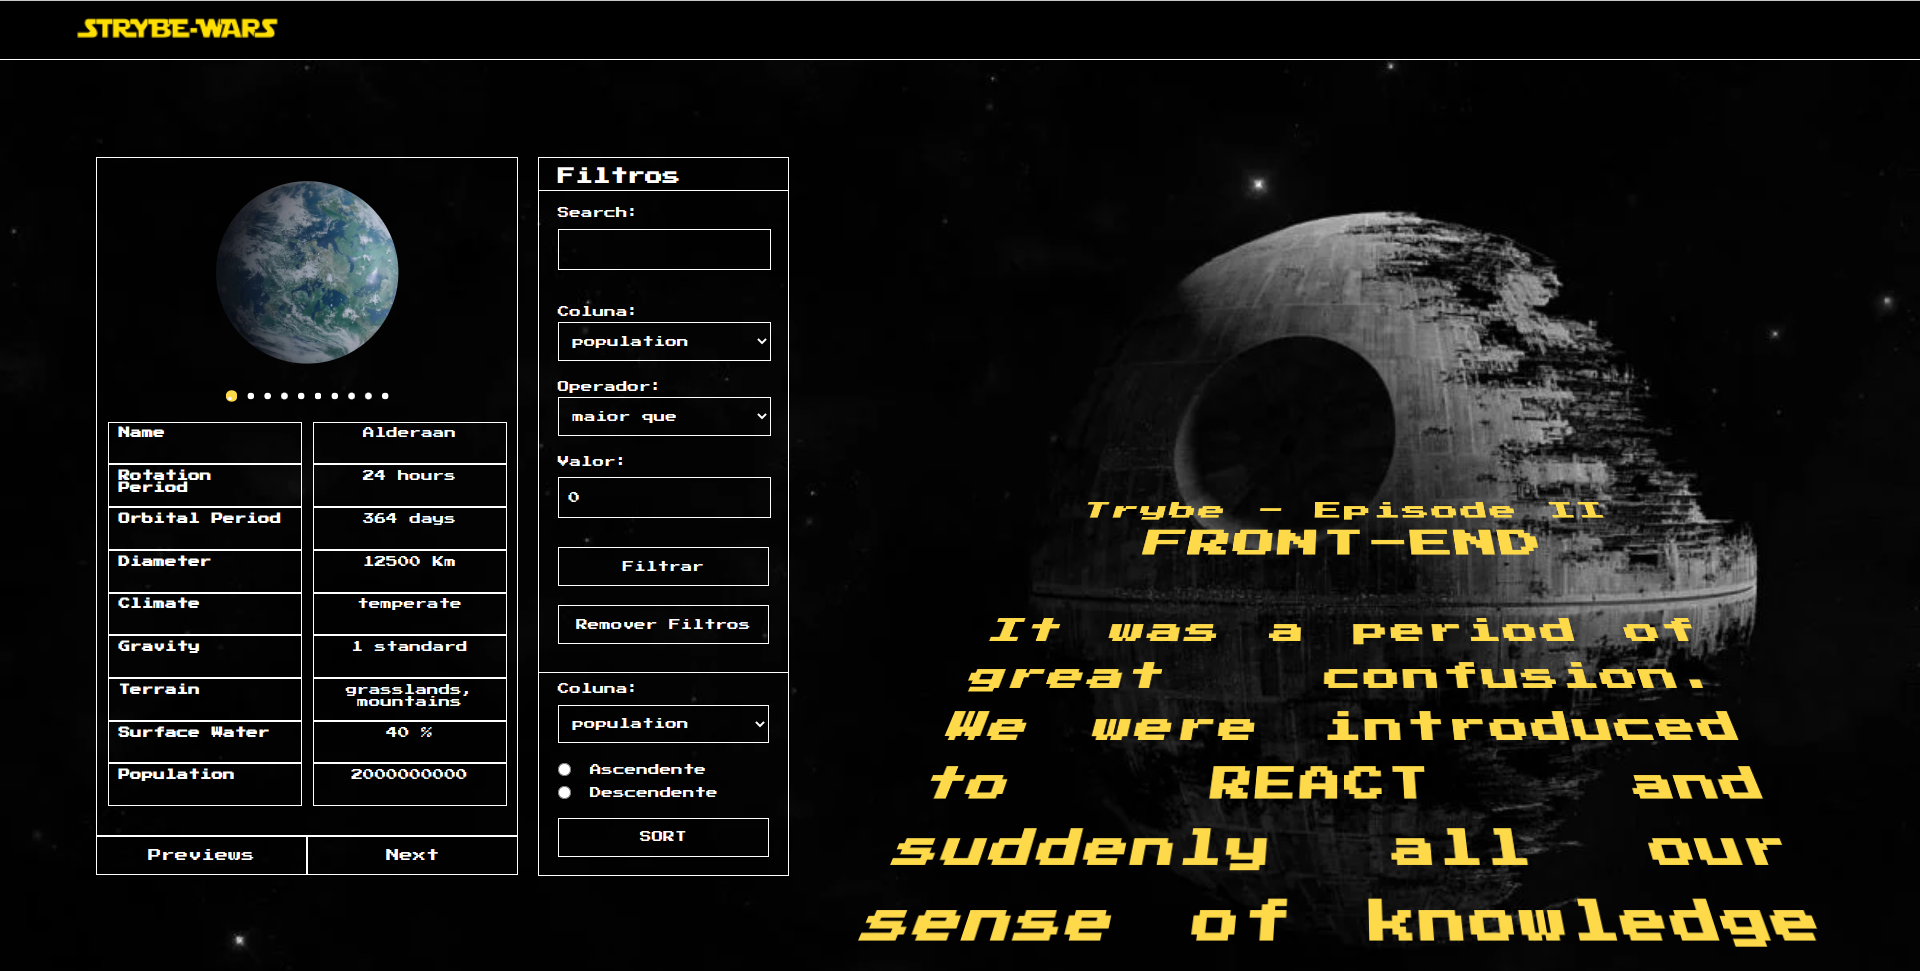 STRYBE-WARS
Name
Alderaan
Rotation
Period
24 hours
Orbital Period
364 days
Diameter
12500 Km
Climate
temperate
Gravity
1 standard
Terrain
grasslands,
mountains
Surface Water
40 %
Population
2000000000
Previews
Next
Filtros
Search:
Coluna:
population
Operador:
maior que
Valor:
0
Filtrar
Remover Filtros
Coluna:
population
Ascendente
Descendente
SORT
Trybe - Episode II
FRONT-END
It was a period of
great confusion.
We were introduced
to REACT and
suddenly all our
sense of knowledge